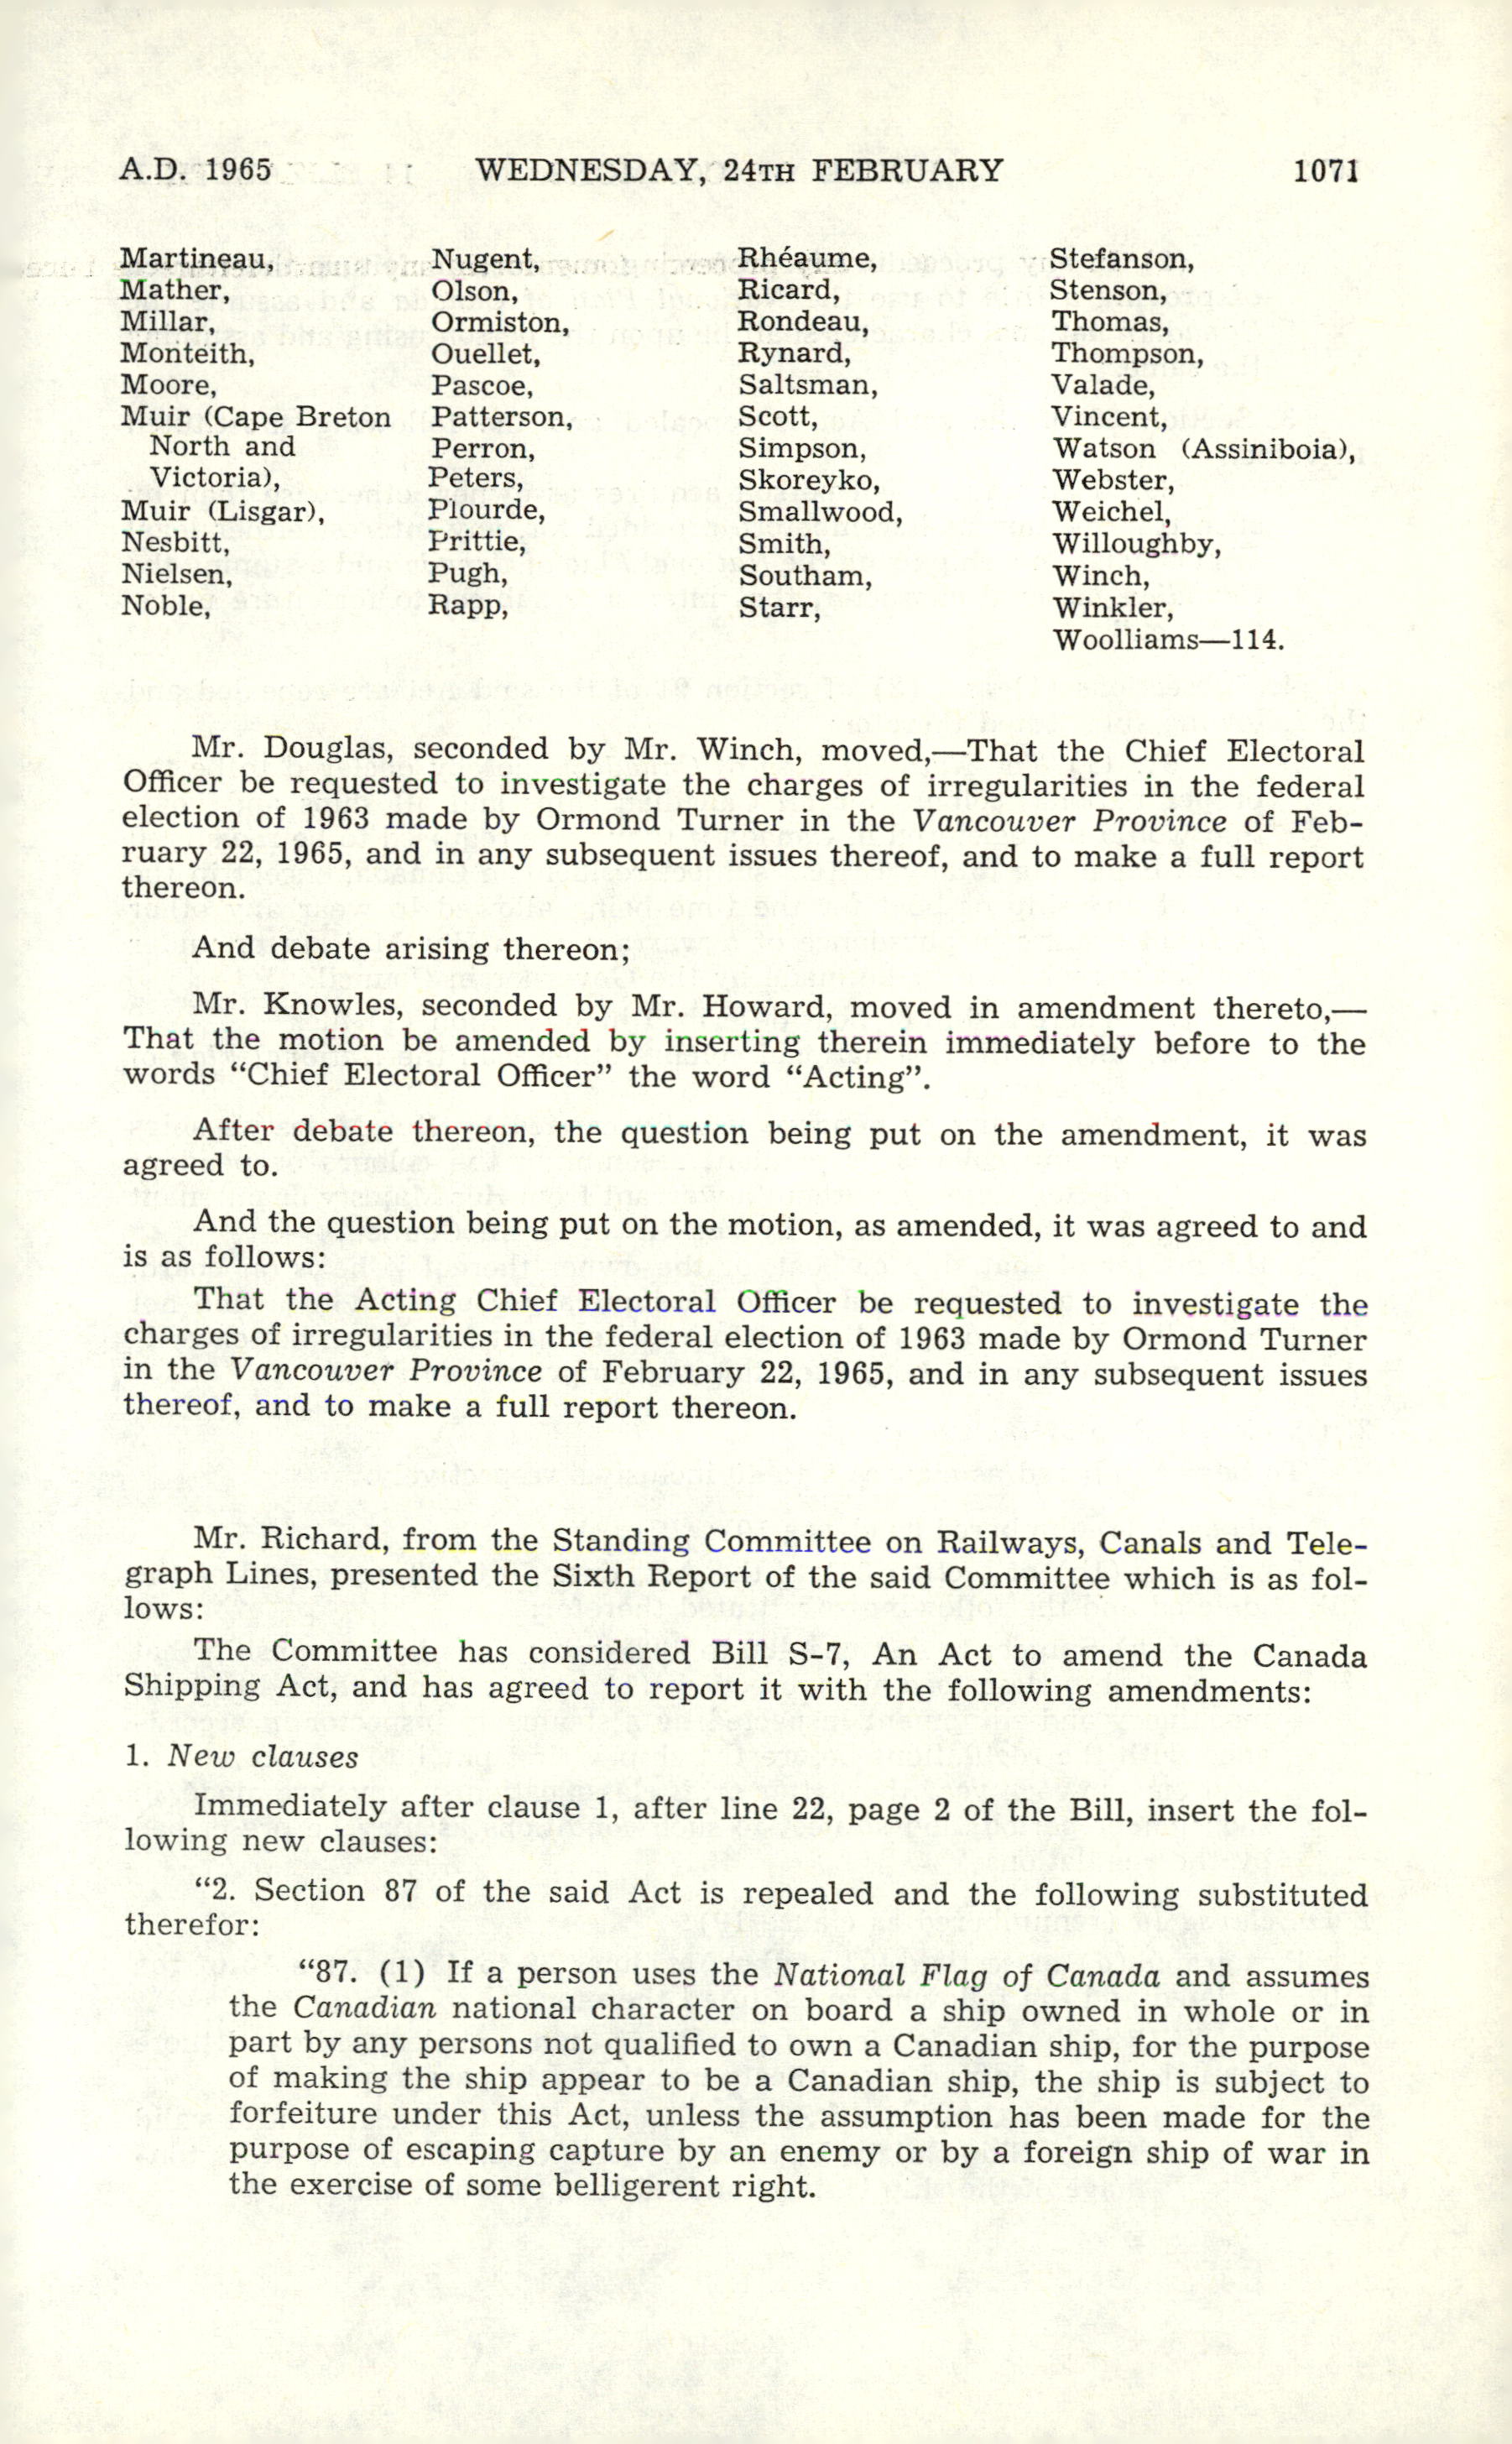 A.D. 1965 WEDNESDAY, 24TH FEBRUARY 1071
Martineau,
Mather,
Millar,
Monteith,
Moore,
Muir (Cape Breton
North and
Victoria),
Muir (Lisgar),
Nesbitt,
Nielsen,
Noble,
Nugent,
Olson,
Ormiston,
Ouellet,
Pascoe,
Patterson,
Perron,
Peters,
Plourde,
Prittie,
Pugh,
Rapp,
Rhéaume,
Ricard,
Rondeau,
Rynard,
Saltsman,
Scott,
Simpson,
Skoreyko,
Smallwood,
Smith,
Southam,
Starr,
Stefanson,
Stenson,
Thomas,
Thompson,
Valade,
Vincent,
Watson (Assiniboia),
Webster,
Weichel,
Willoughby,
Winch,
Winkler,
Woolliams—114.
Mr. Douglas, seconded by Mr. Winch, moved,—That the Chief Electoral
Officer be requested to investigate the charges of irregularities in the federal
election of 1963 made by Ormond Turner in the Vancouver Province of Feb-
ruary 22, 1965, and in any subsequent issues thereof, and to make a full report
thereon.
And debate arising thereon;
Mr. Knowles, seconded by Mr. Howard, moved in amendment thereto,—
That the motion be amended by inserting therein immediately before to the
words “Chief Electoral Officer” the word “Acting”.
After debate thereon, the question being put on the amendment, it was
agreed to.
And the question being put on the motion, as amended, it was agreed to and
is as follows:
That the Acting Chief Electoral Officer be requested to investigate the
charges of irregularities in the federal election of 1963 made by Ormond Turner
in the Vancouver Province of February 22, 1965, and in any subsequent issues
thereof, and to make a full report thereon.
Mr. Richard, from the Standing Committee on Railways, Canals and Tele-
graph Lines, presented the Sixth Report of the said Committee which is as fol-
lows:
The Committee has considered Bill S-7, An Act to amend the Canada
Shipping Act, and has agreed to report it with the following amendments:
1. New clauses
Immediately after clause 1, after line 22, page 2 of the Bill, insert the fol-
lowing new clauses:
“2. Section 87 of the said Act is repealed and the following substituted
therefor:
“87. (1) If a person uses the National Flag of Canada and assumes
the Canadian national character on board a ship owned in whole or in
part by any persons not qualified to own a Canadian ship, for the purpose
of making the ship appear to be a Canadian ship, the ship is subject to
forfeiture under this Act, unless the assumption has been made for the
purpose of escaping capture by an enemy or by a foreign ship of war in
the exercise of some belligerent right.